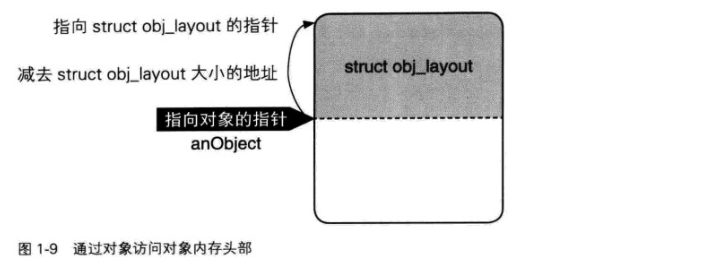 指向 struct obj_layout 的指针
减去 struct obj_layout 大小的地址
struct obj_layout
指向对象的指针
anObject
图 1-9 通过对象访问对象内存头部